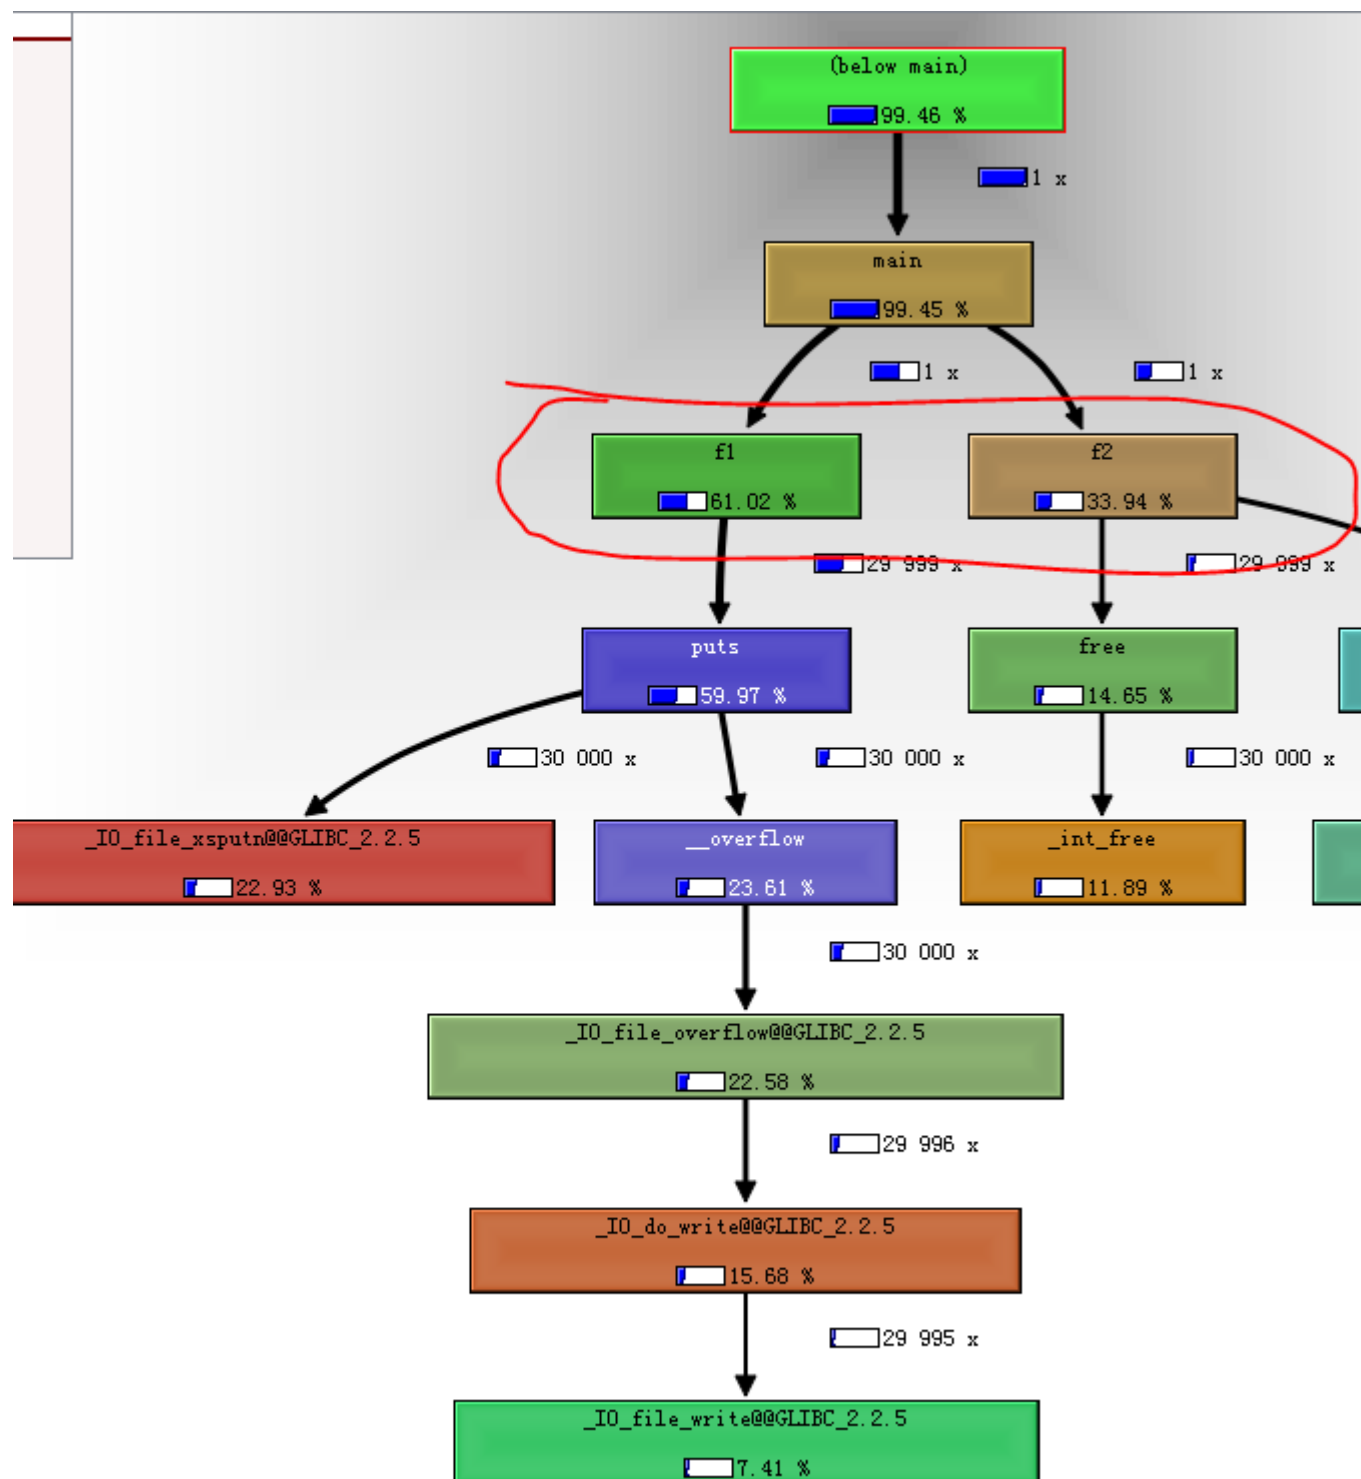 (below main)
99.46 %
1 x
main
99.45 %
1 x
1 x
f1
61.02 %
f2
33.94 %
29 999 x
29 999 x
puts
59.97 %
free
14.65 %
30 000 x
30 000 x
30 000 x
_IO_file_xsputn@@GLIBC_2.2.5
22.93 %
__overflow
23.61 %
_int_free
11.89 %
30 000 x
_IO_file_overflow@@GLIBC_2.2.5
22.58 %
29 996 x
_IO_do_write@@GLIBC_2.2.5
15.68 %
29 995 x
_IO_file_write@@GLIBC_2.2.5
7.41 %